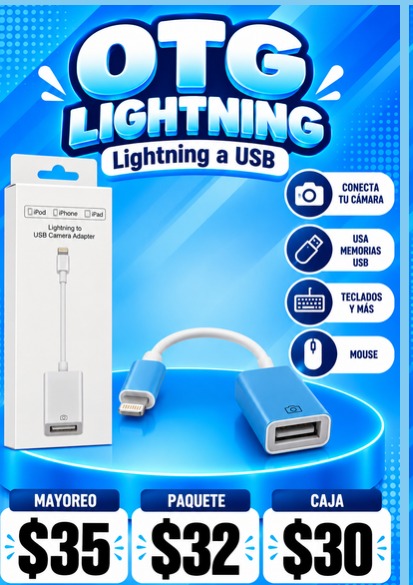 OTG
LIGHTNING
Lightning a USB
CONECTA
TU CÁMARA
USA
MEMORIAS
USB
TECLADOS
Y MÁS
MOUSE
iPod iPhone iPad
Lightning to
USB Camera Adapter
MAYOREO
$35
PAQUETE
$32
CAJA
$30